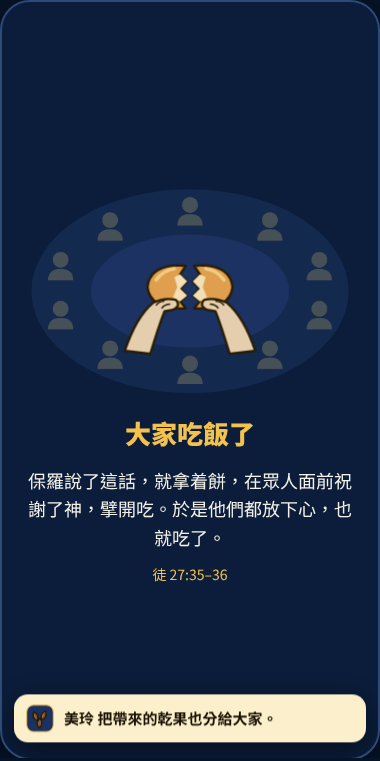 大家吃飯了
保羅說了這話，就拿着餅，在眾人面前祝
謝了神，擘開吃。於是他們都放下心，也
就吃了。
徒 27:35–36
美玲 把帶來的乾果也分給大家。